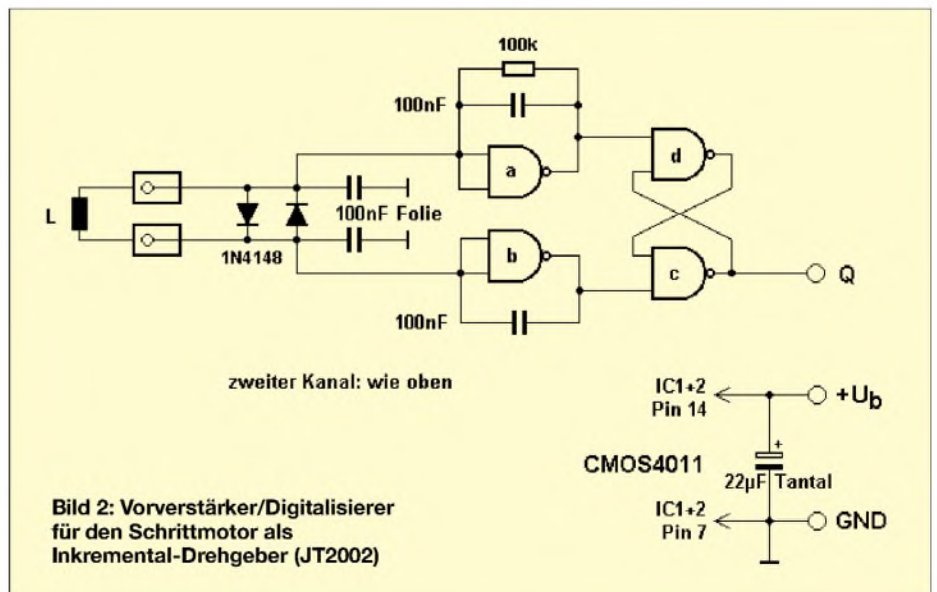 100k
100nF
a
d
L
100nF Folie
1N4148
b
c
Q
100nF
zweiter Kanal: wie oben
IC1+2
Pin 14
+Ub
CMOS4011
+
22µF Tantal
IC1+2
Pin 7
GND
Bild 2: Vorverstärker/Digitalisierer
für den Schrittmotor als
Inkremental-Drehgeber (JT2002)